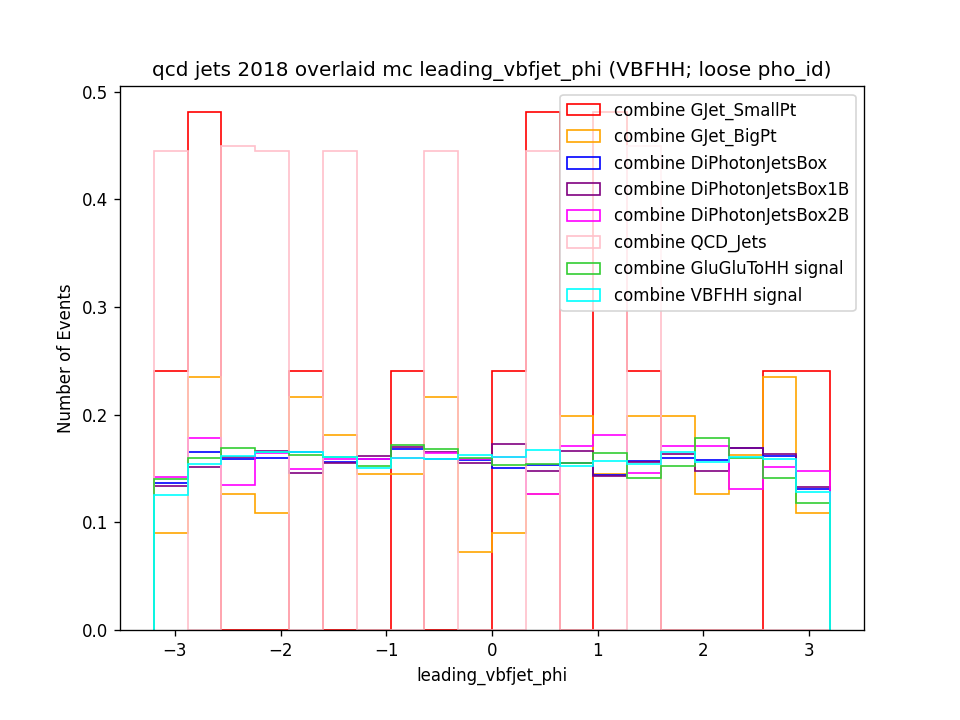 qcd jets 2018 overlaid mc leading_vbfjet_phi (VBFHH; loose pho_id)
0.5
0.4
0.3
0.2
0.1
0.0
Number of Events
combine GJet_SmallPt
combine GJet_BigPt
combine DiPhotonJetsBox
combine DiPhotonJetsBox1B
combine DiPhotonJetsBox2B
combine QCD_Jets
combine GluGluToHH signal
combine VBFHH signal
−3
−2
−1
0
1
2
3
leading_vbfjet_phi